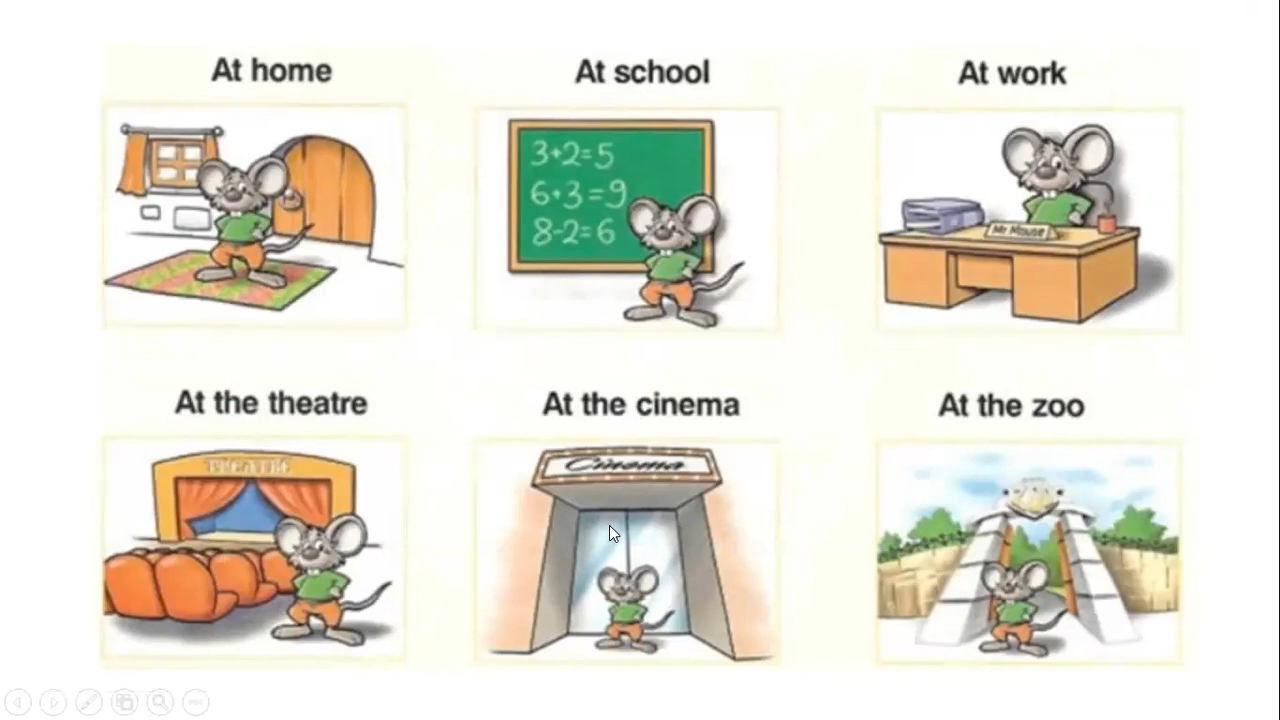 At home
At school
At work
3+2=5
6+3=9
8-2=6
Mr Mouse
At the theatre
At the cinema
At the zoo
Cinema